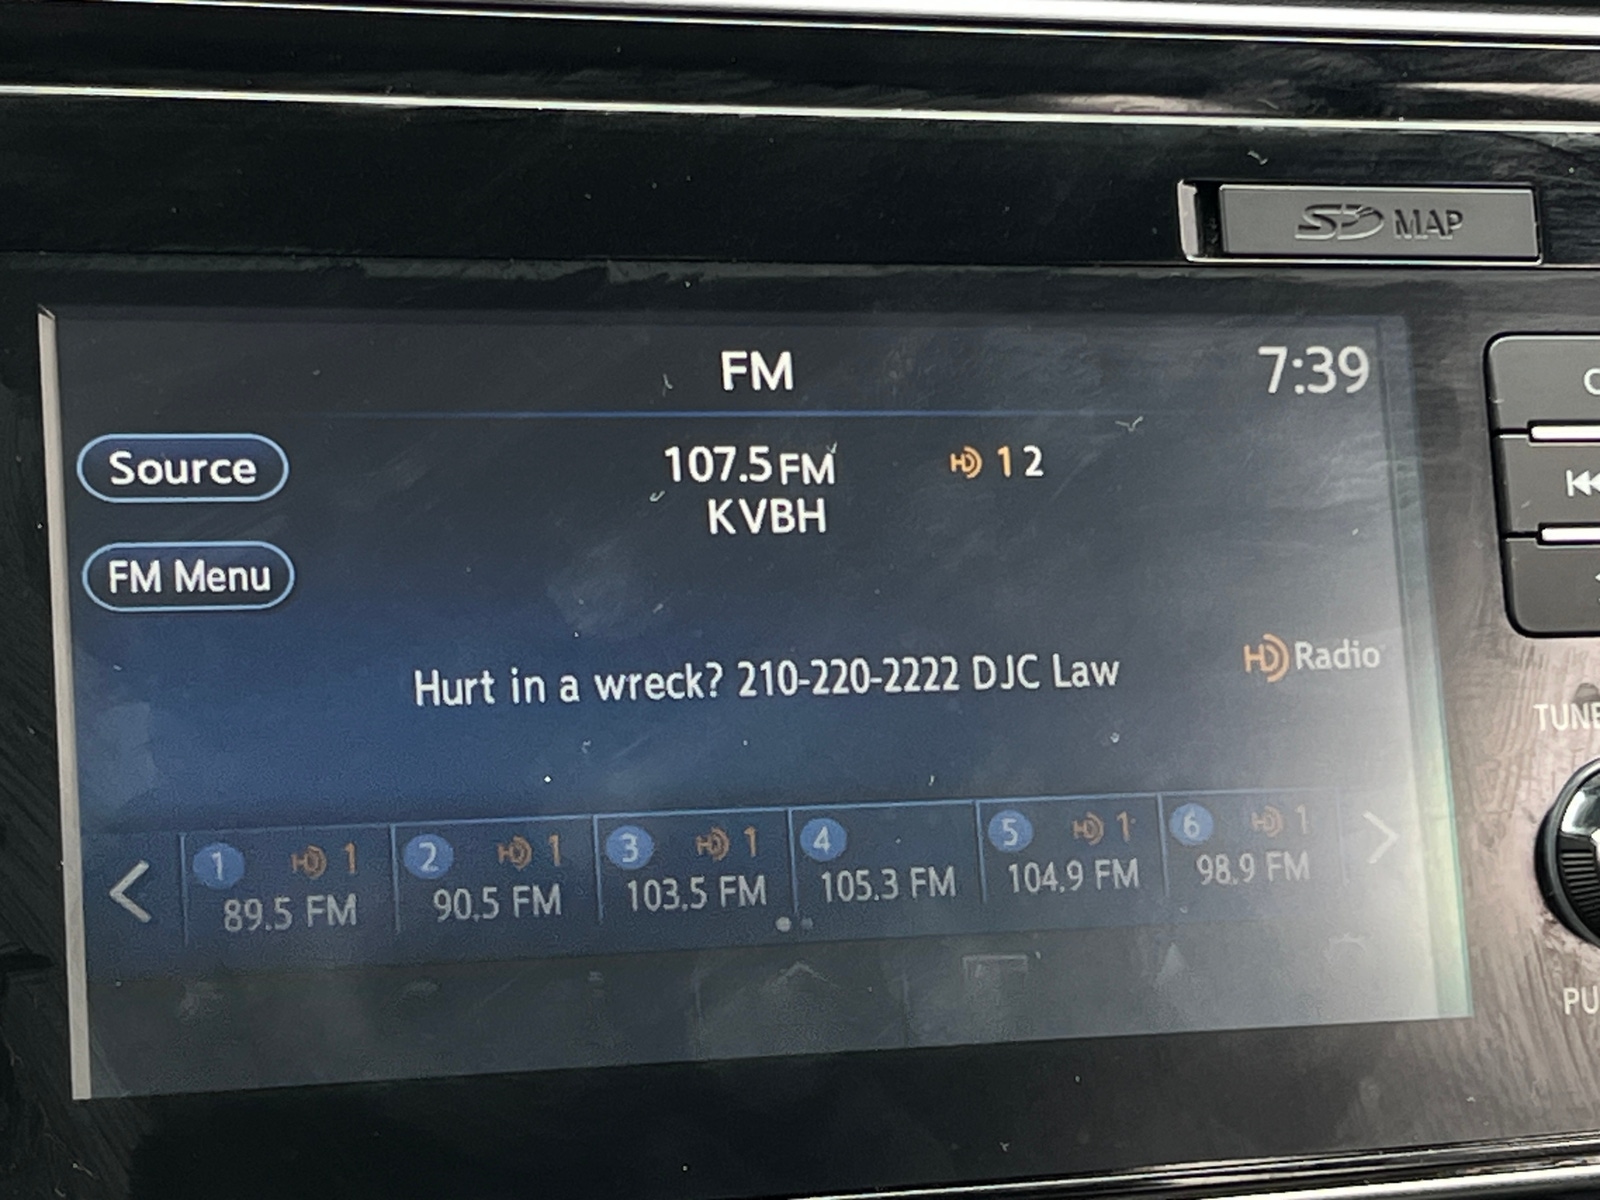 SD MAP
FM
7:39
Source
107.5 FM
HD 1 2
KVBH
FM Menu
Hurt in a wreck? 210-220-2222 DJC Law
HD Radio
TUNE
1 HD 1
89.5 FM
2 HD 1
90.5 FM
3 HD 1
103.5 FM
4
105.3 FM
5 HD 1
104.9 FM
6 HD 1
98.9 FM
PU